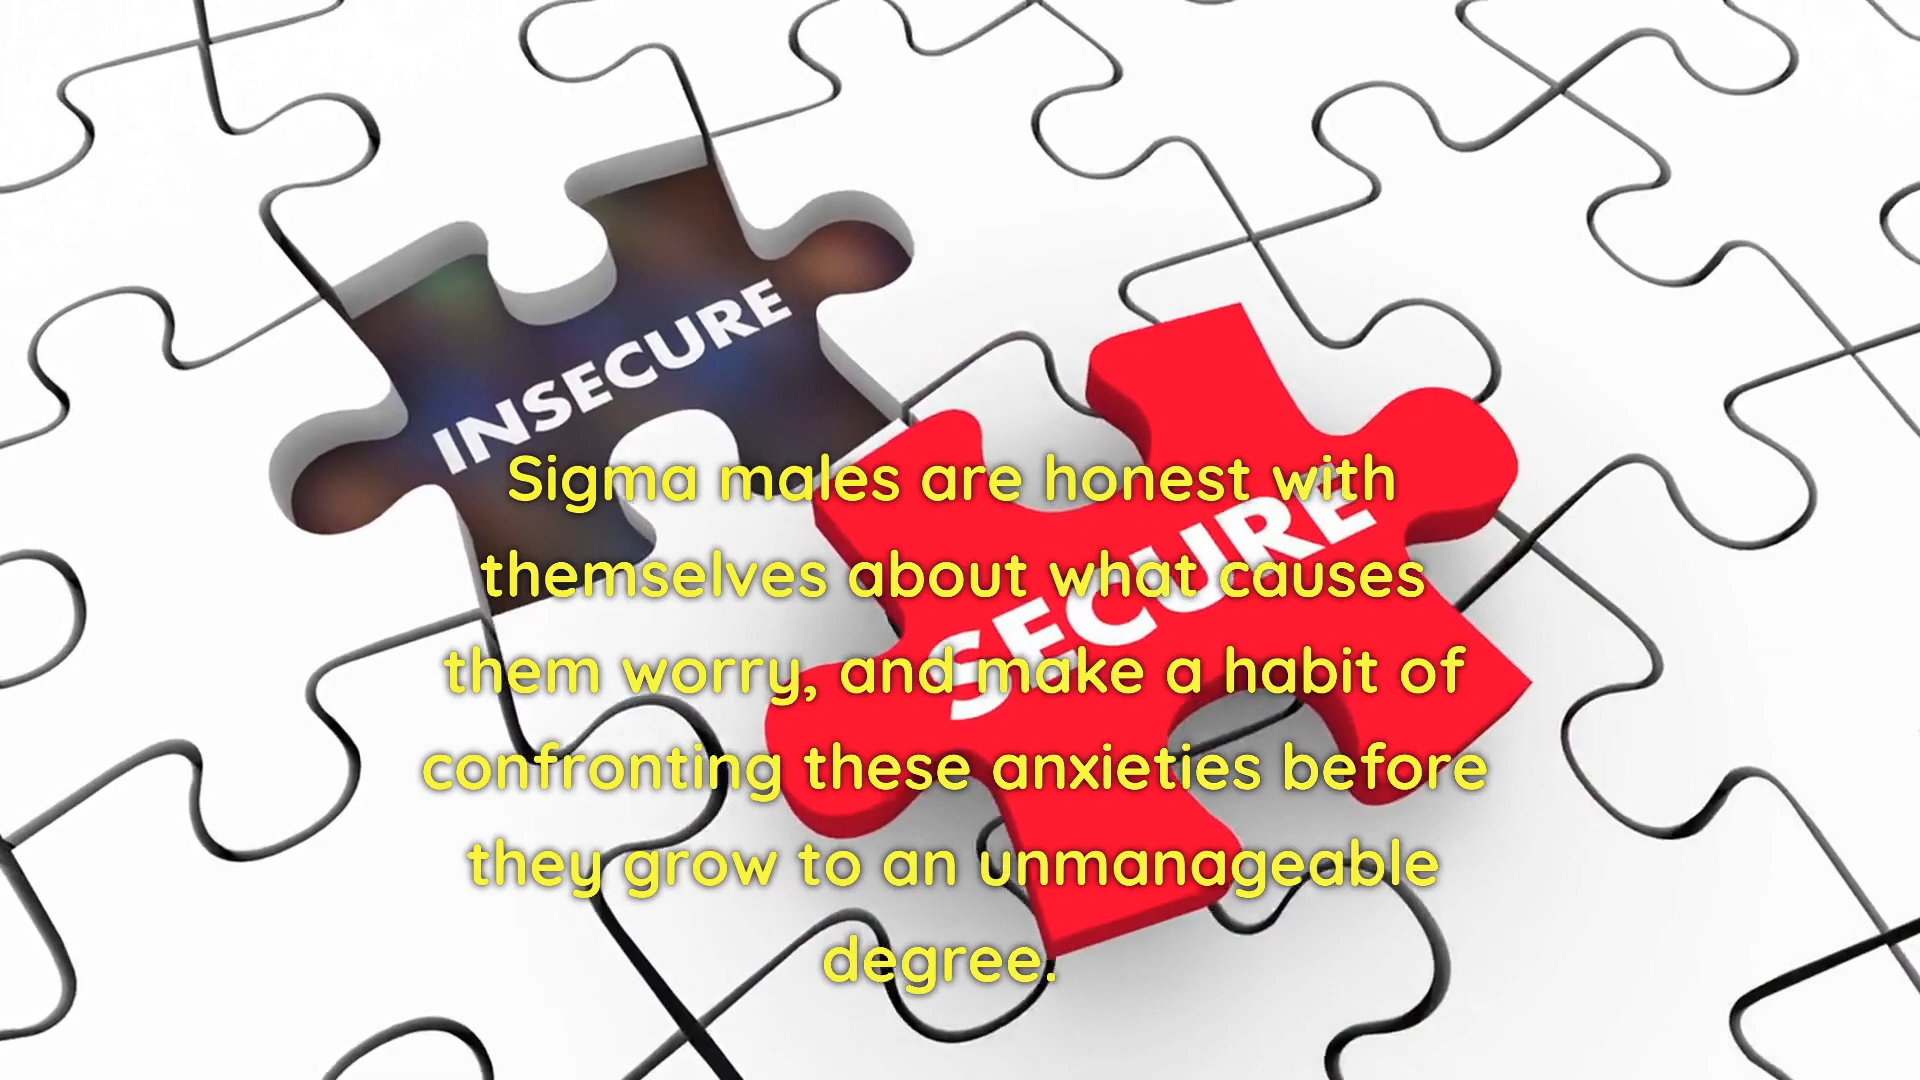 INSECURE
SECURE
Sigma males are honest with
themselves about what causes
them worry, and make a habit of
confronting these anxieties before
they grow to an unmanageable
degree.